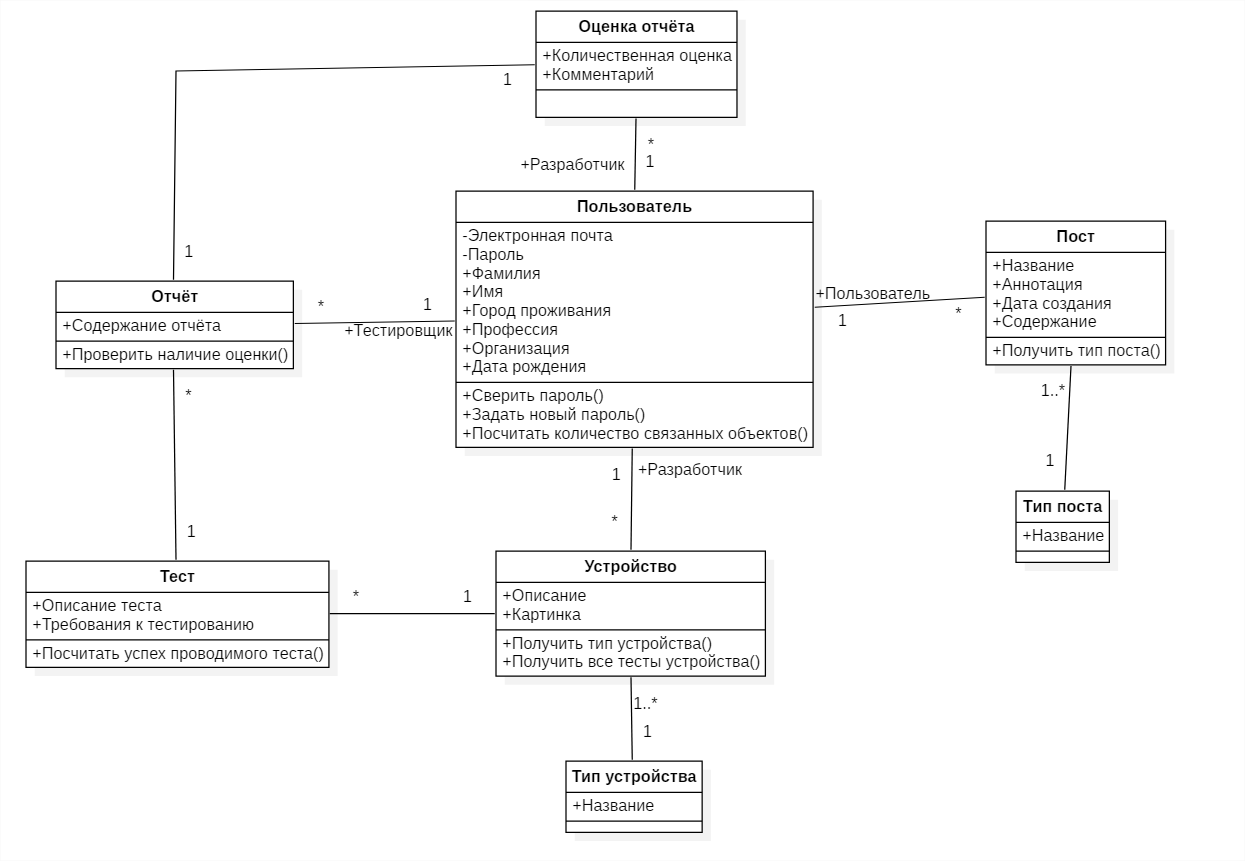 Оценка отчёта
+Количественная оценка
+Комментарий
1
*
1
+Разработчик
Пользователь
-Электронная почта
-Пароль
+Фамилия
+Имя
+Город проживания
+Профессия
+Организация
+Дата рождения
+Сверить пароль()
+Задать новый пароль()
+Посчитать количество связанных объектов()
1
Отчёт
+Содержание отчёта
+Проверить наличие оценки()
*
1
+Тестировщик
+Пользователь
1
*
Пост
+Название
+Аннотация
+Дата создания
+Содержание
+Получить тип поста()
1..*
1
Тип поста
+Название
*
1
Тест
+Описание теста
+Требования к тестированию
+Посчитать успех проводимого теста()
*
1
1
+Разработчик
*
Устройство
+Описание
+Картинка
+Получить тип устройства()
+Получить все тесты устройства()
1..*
1
Тип устройства
+Название